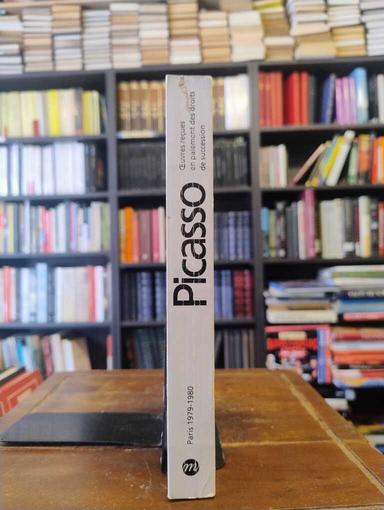 Picasso
Œuvres reçues
en paiement des droits
de succession
Paris 1979-1980
m